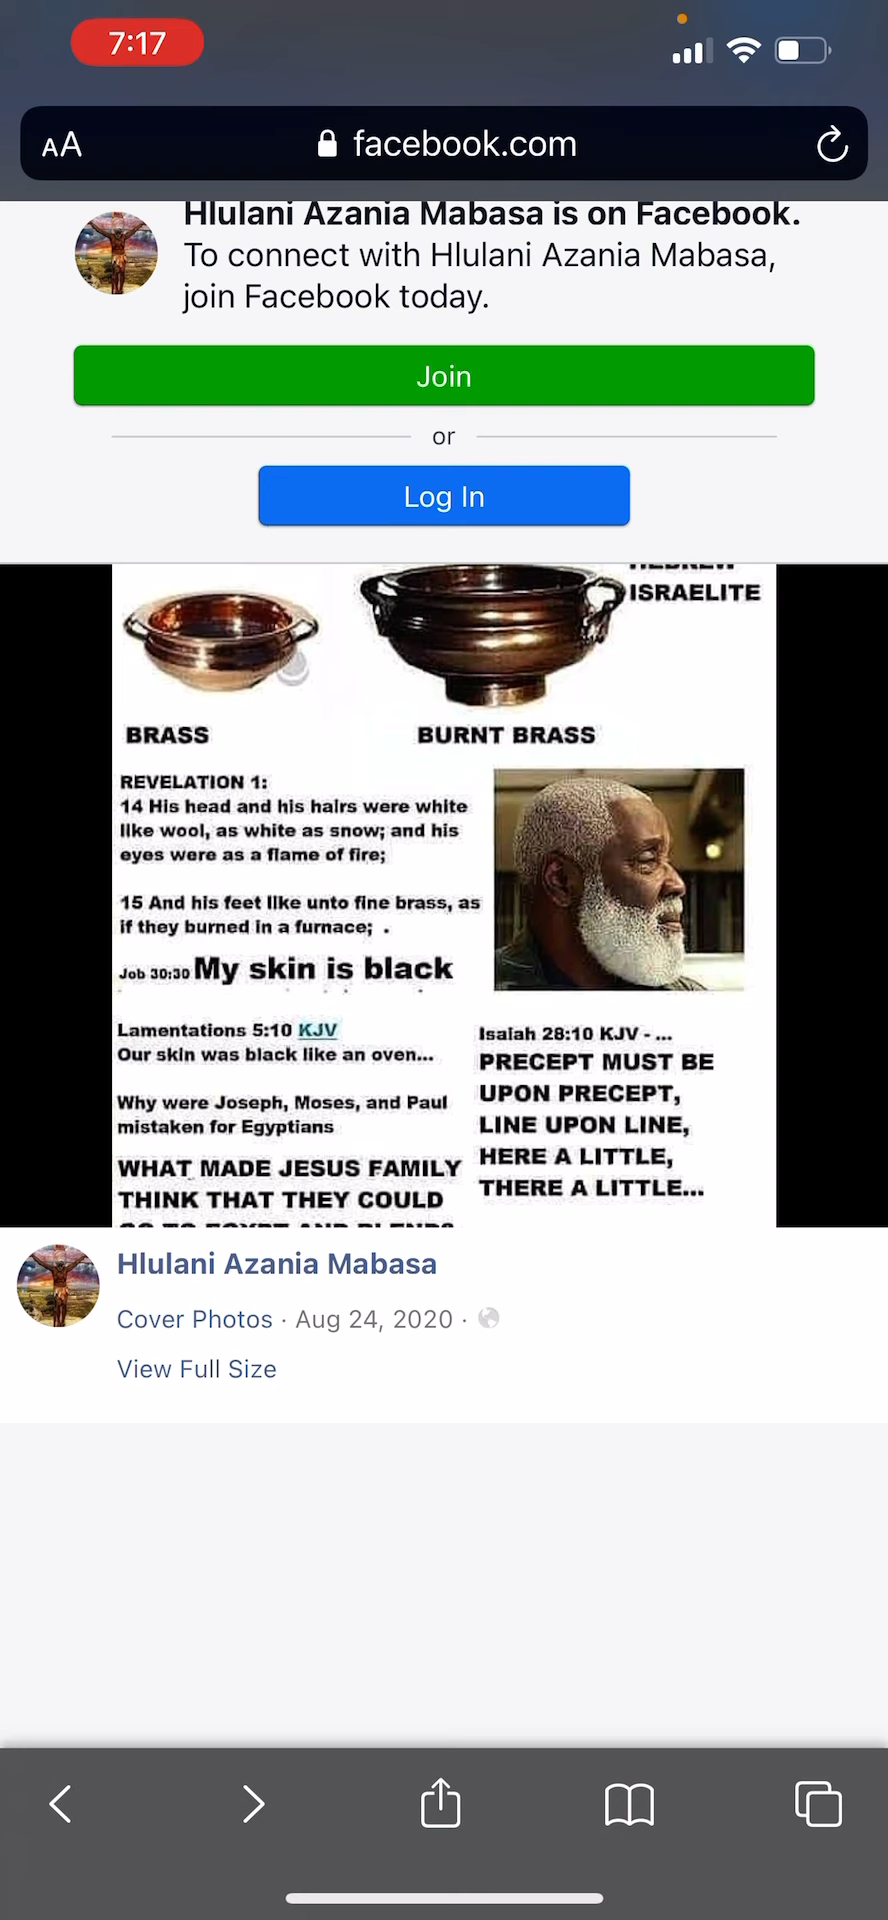 7:17
AA
facebook.com
Hlulani Azania Mabasa is on Facebook.
To connect with Hlulani Azania Mabasa,
join Facebook today.
Join
or
Log In
ISRAELITE
BRASS
BURNT BRASS
REVELATION 1:
14 His head and his hairs were white
like wool, as white as snow; and his
eyes were as a flame of fire;
15 And his feet like unto fine brass, as
if they burned in a furnace; .
Job 30:30 My skin is black
Lamentations 5:10 KJV
Our skin was black like an oven...
Why were Joseph, Moses, and Paul
mistaken for Egyptians
WHAT MADE JESUS FAMILY
THINK THAT THEY COULD
Isaiah 28:10 KJV - ...
PRECEPT MUST BE
UPON PRECEPT,
LINE UPON LINE,
HERE A LITTLE,
THERE A LITTLE...
Hlulani Azania Mabasa
Cover Photos · Aug 24, 2020 ·
View Full Size